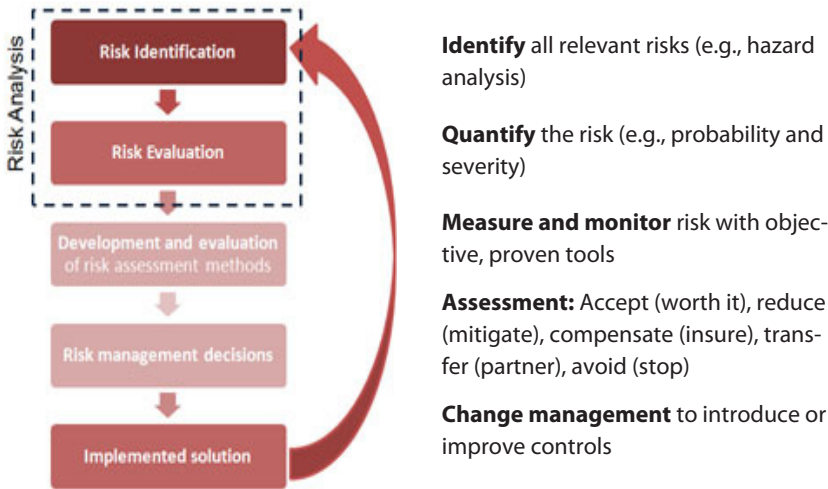 Risk Analysis
Risk Identification
Risk Evaluation
Development and evaluation
of risk assessment methods
Risk management decisions
Implemented solution
Identify all relevant risks (e.g., hazard
analysis)
Quantify the risk (e.g., probability and
severity)
Measure and monitor risk with objec-
tive, proven tools
Assessment: Accept (worth it), reduce
(mitigate), compensate (insure), trans-
fer (partner), avoid (stop)
Change management to introduce or
improve controls